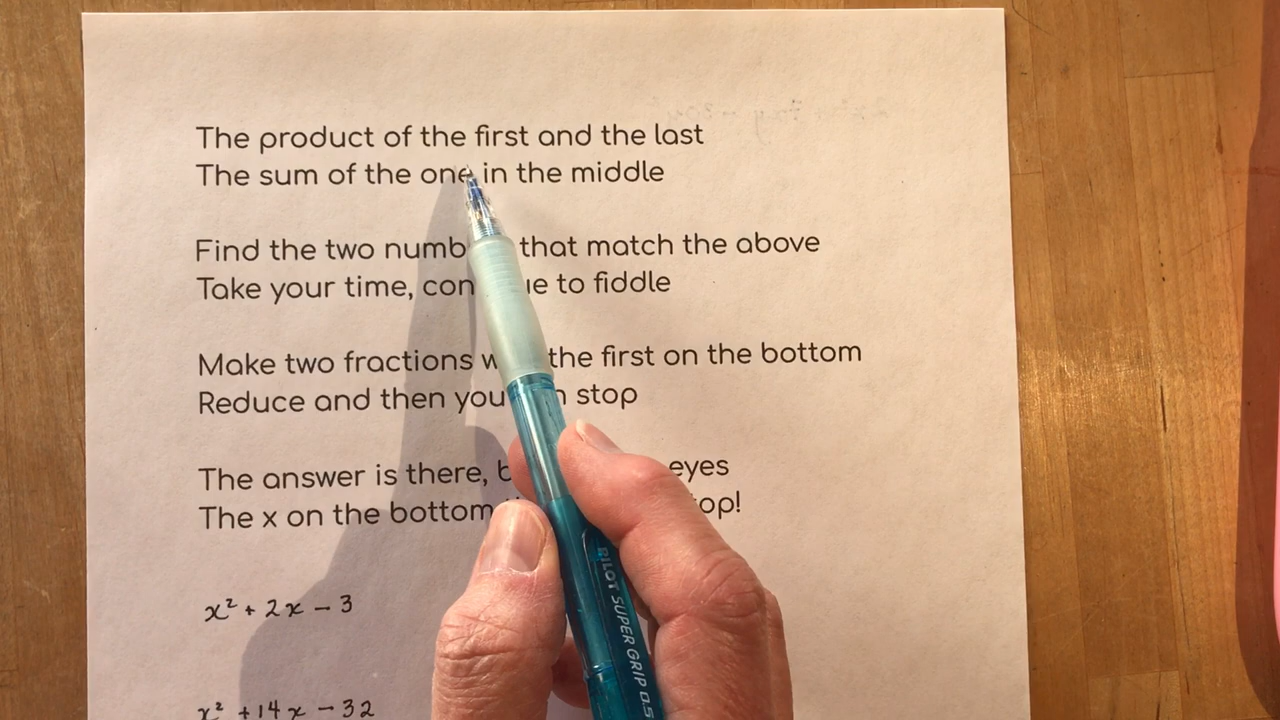 The product of the first and the last
The sum of the one in the middle
Find the two numb that match the above
Take your time, con ue to fiddle
Make two fractions w the first on the bottom
Reduce and then you n stop
The answer is there, b eyes
The x on the bottom op!
x² + 2x - 3
x² + 14x - 32
PILOT SUPER GRIP 0.5